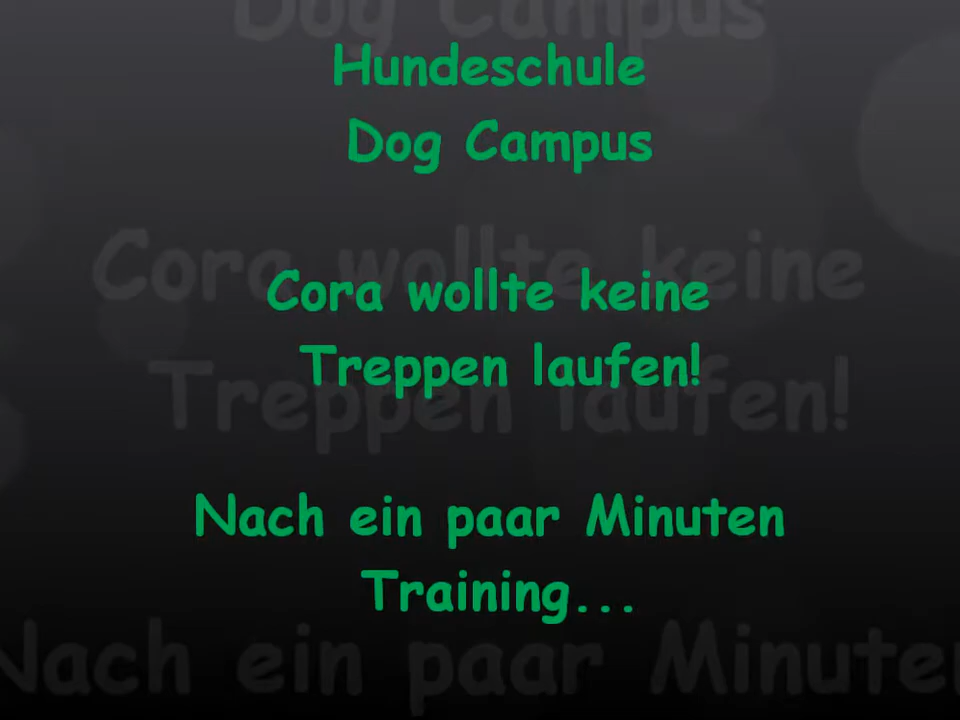 Hundeschule
Dog Campus
Cora wollte keine
Treppen laufen!
Nach ein paar Minuten
Training...